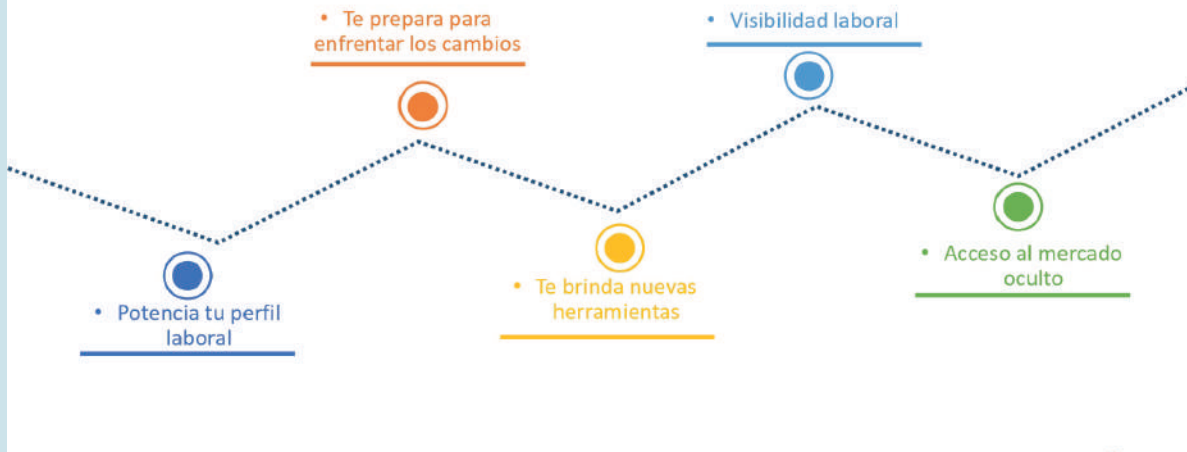 • Te prepara para
enfrentar los cambios
• Visibilidad laboral
• Potencia tu perfil
laboral
• Te brinda nuevas
herramientas
• Acceso al mercado
oculto